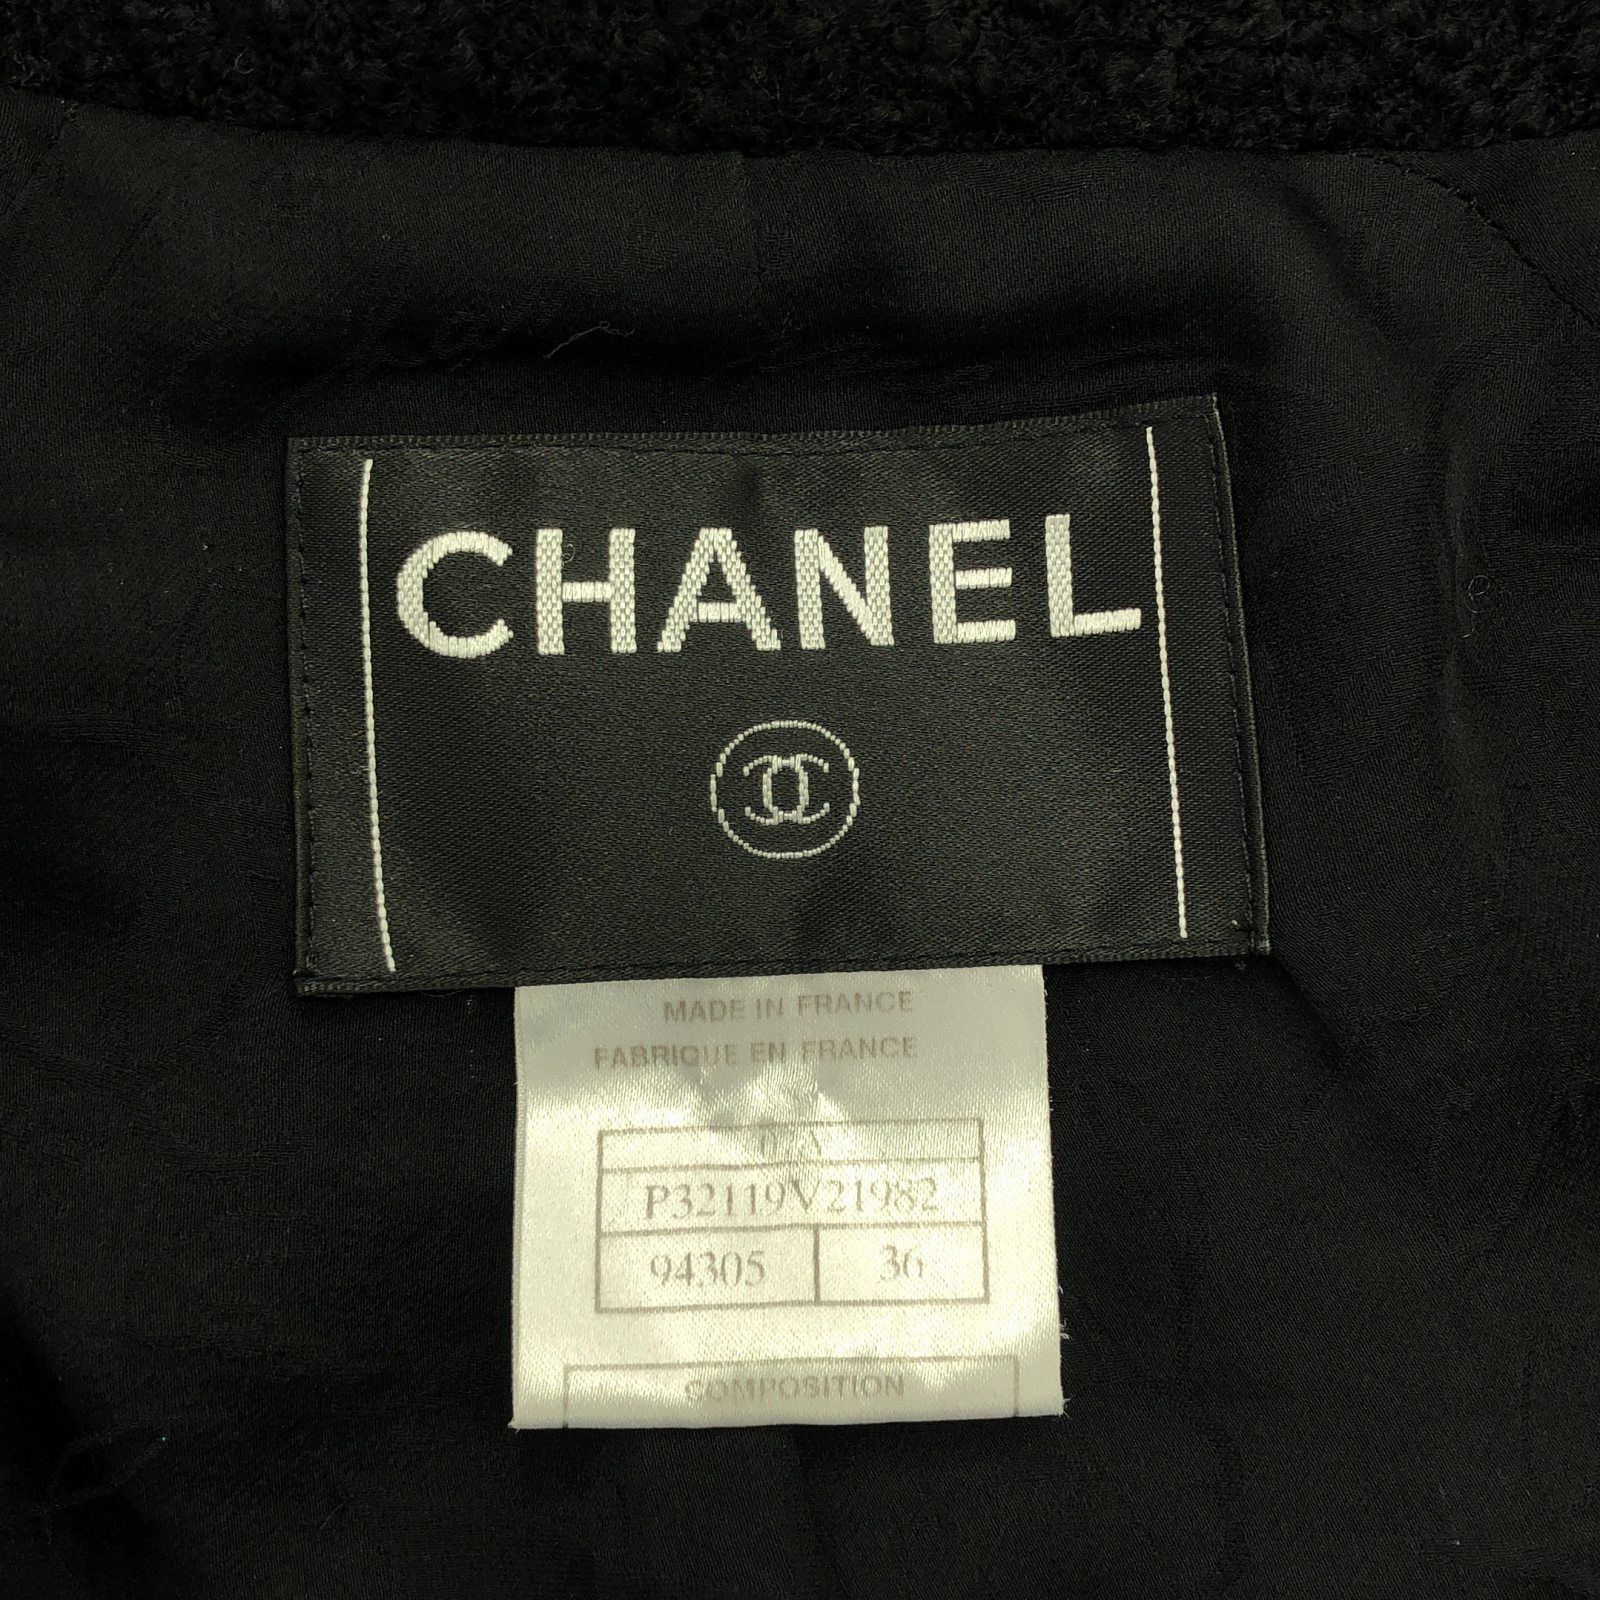 CHANEL
MADE IN FRANCE
FABRIQUE EN FRANCE
P32119V21982
94305 36
COMPOSITION